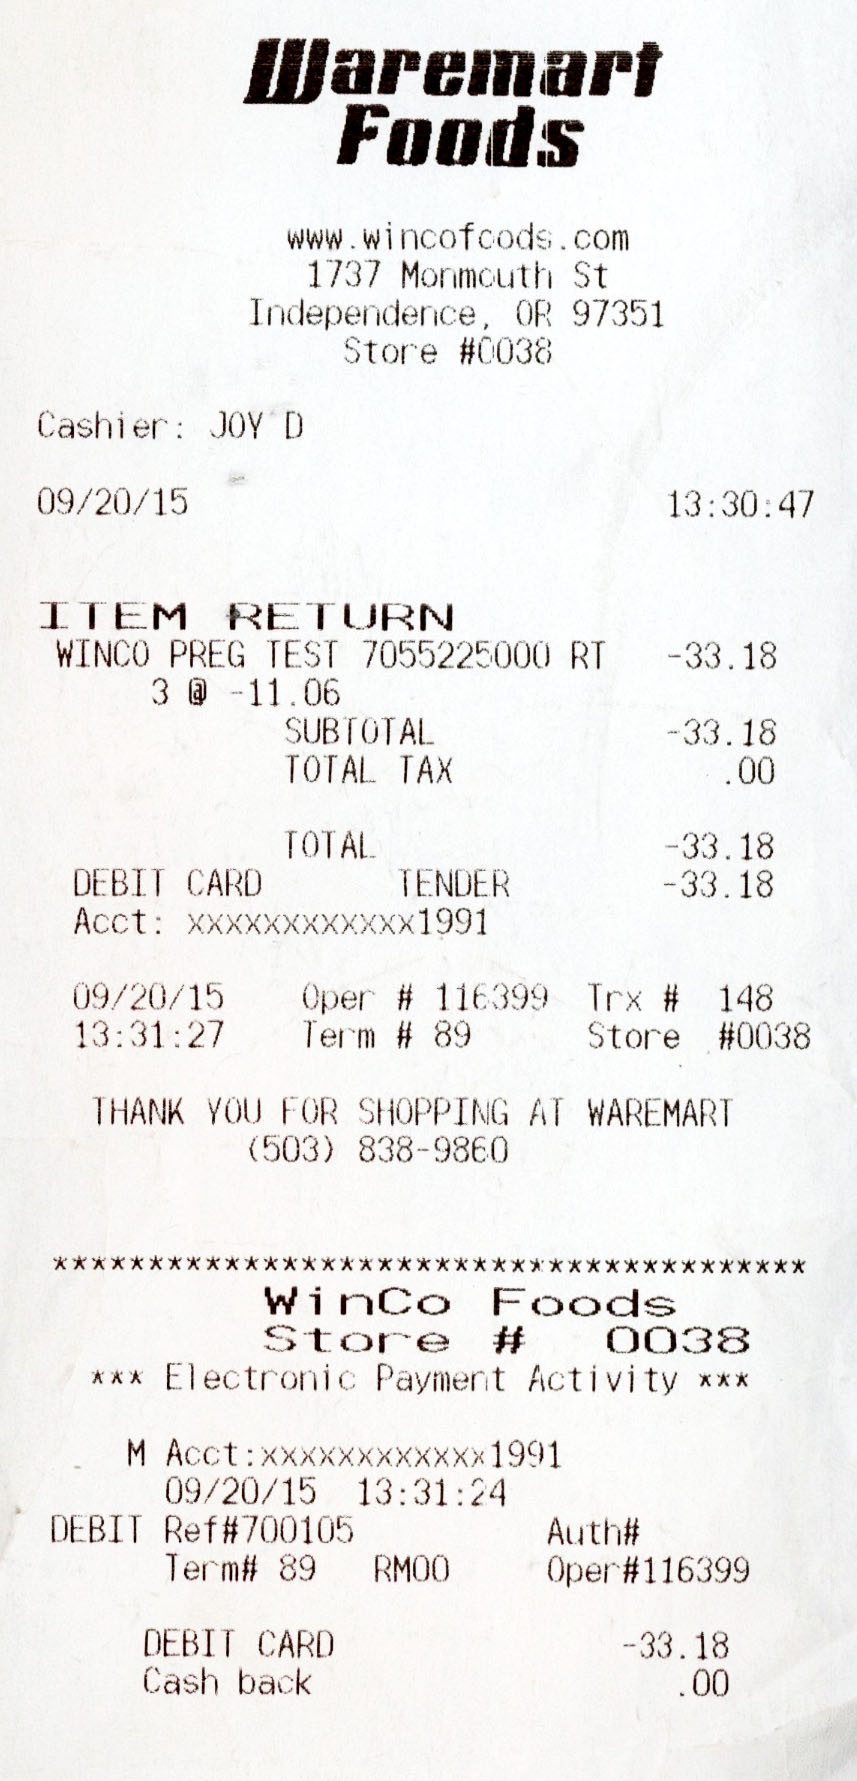 Waremart
Foods
www.wincofoods.com
1737 Monmouth St
Independence, OR 97351
Store #0038
Cashier: JOY D
09/20/15 13:30:47
ITEM RETURN
WINCO PREG TEST 7055225000 RT -33.18
3 @ -11.06
SUBTOTAL -33.18
TOTAL TAX .00
TOTAL -33.18
DEBIT CARD TENDER -33.18
Acct: xxxxxxxxxxxx1991
09/20/15 Oper # 116399 Trx # 148
13:31:27 Term # 89 Store #0038
THANK YOU FOR SHOPPING AT WAREMART
(503) 838-9860
****************************************
WinCo Foods
Store # 0038
*** Electronic Payment Activity ***
M Acct:xxxxxxxxxxxx1991
09/20/15 13:31:24
DEBIT Ref#700105 Auth#
Term# 89 RM00 Oper#116399
DEBIT CARD -33.18
Cash back .00